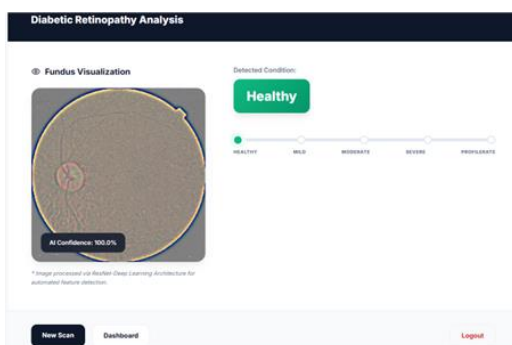 Diabetic Retinopathy Analysis
Fundus Visualization
Detected Condition:
Healthy
HEALTHY MILD MODERATE SEVERE PROFILERATE
AI Confidence: 100.0%
* Image processed via ResNet Deep Learning Architecture for
automated feature detection.
New Scan Dashboard Logout